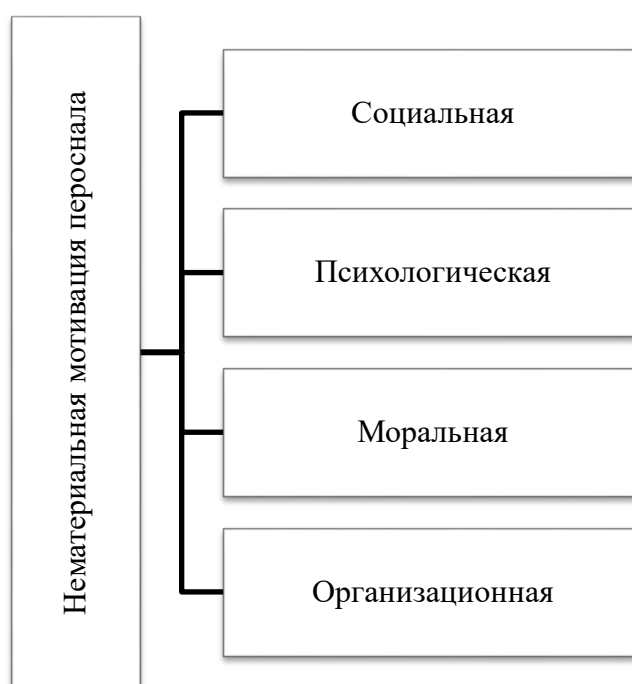 Нематериальная мотивация пероснала
Социальная
Психологическая
Моральная
Организационная